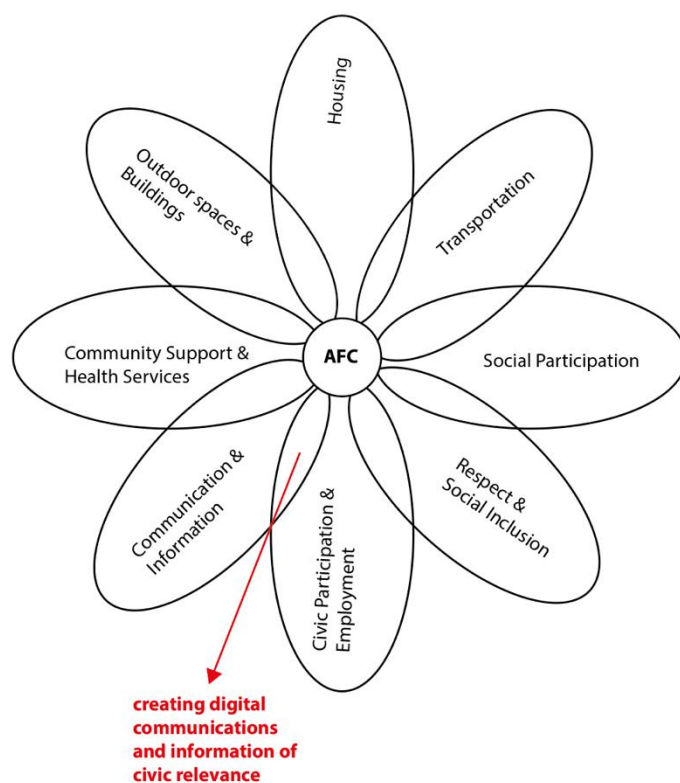 Housing
Transportation
Outdoor spaces &
Buildings
AFC
Community Support &
Health Services
Social Participation
Communication &
Information
Civic Participation &
Employment
Respect &
Social Inclusion
creating digital
communications
and information of
civic relevance